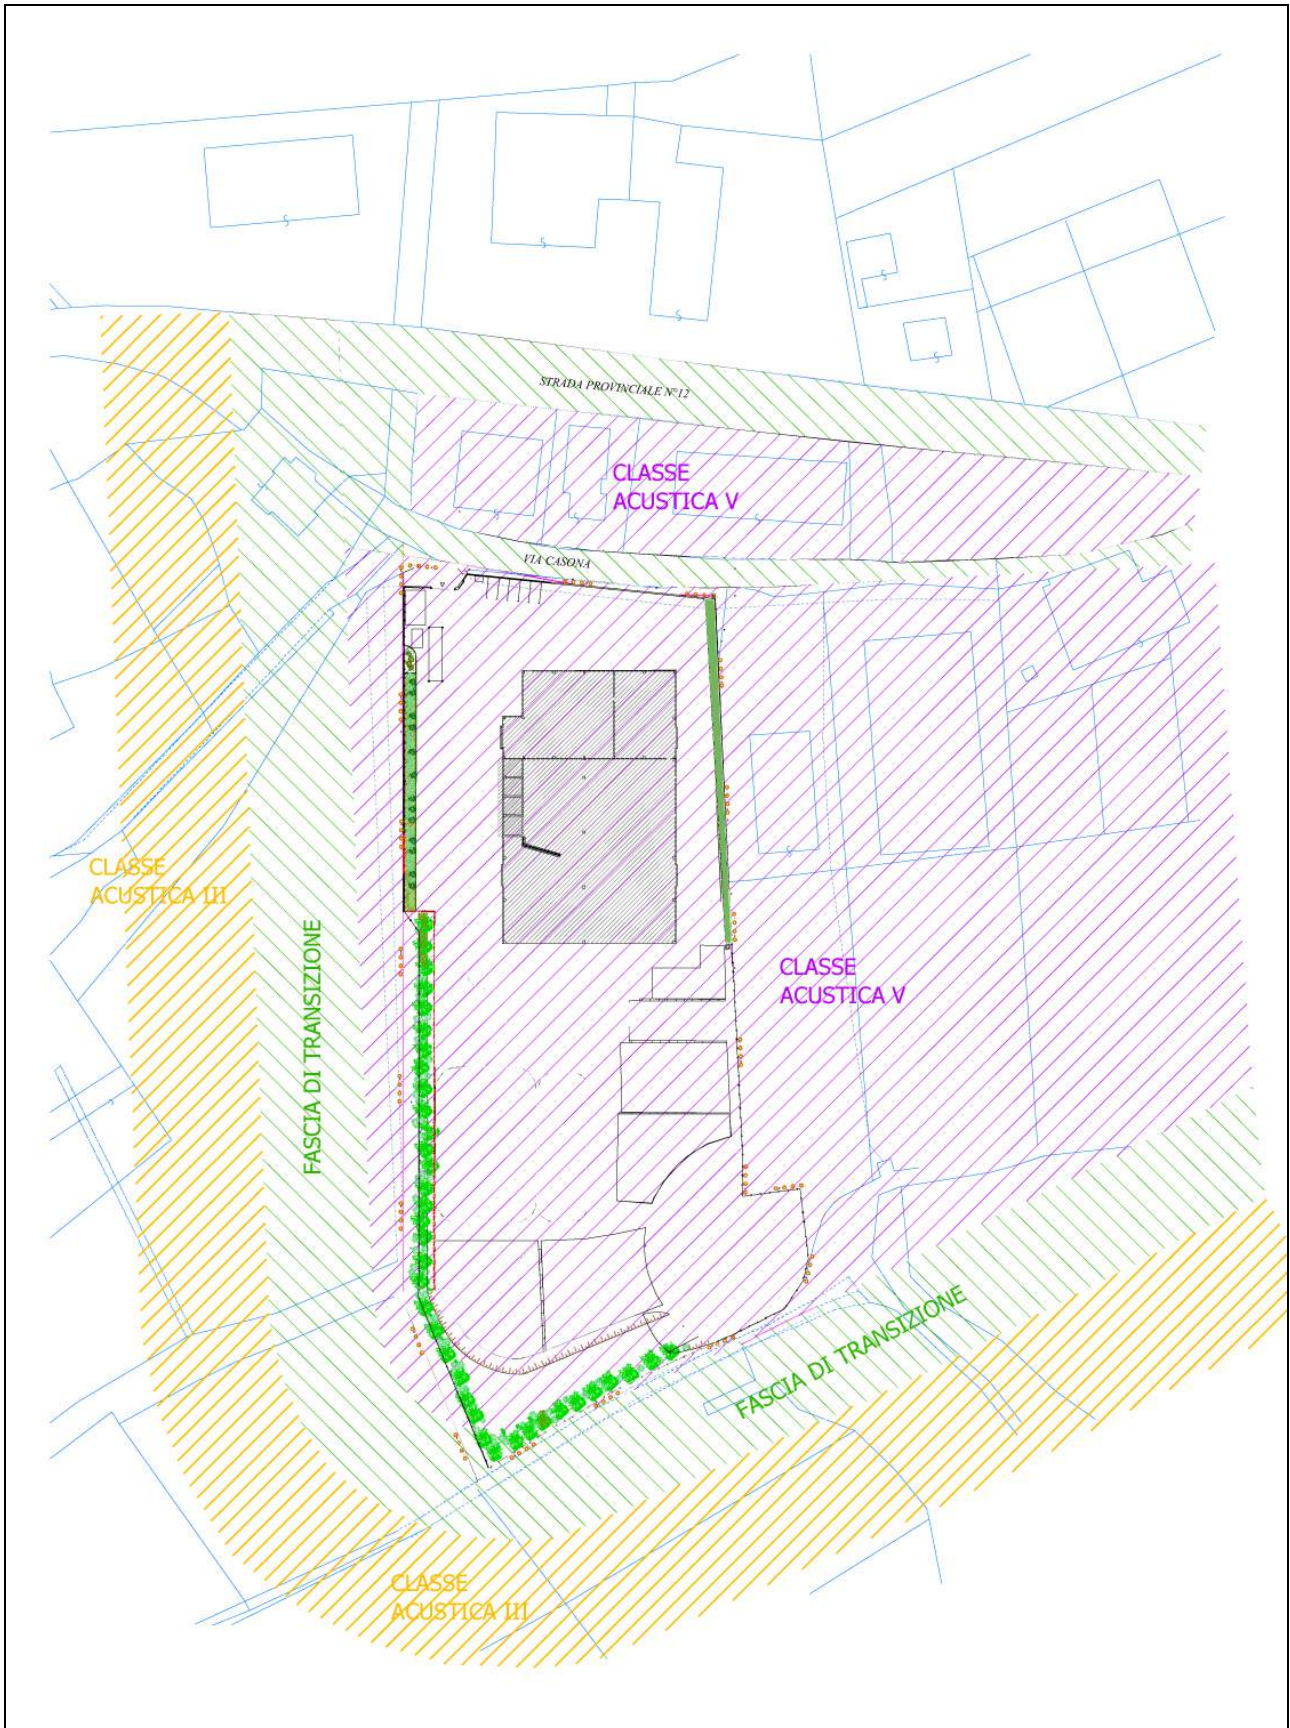 STRADA PROVINCIALE N°12
CLASSE
ACUSTICA V
VIA CASONA
CLASSE
ACUSTICA III
FASCIA DI TRANSIZIONE
CLASSE
ACUSTICA V
FASCIA DI TRANSIZIONE
CLASSE
ACUSTICA III